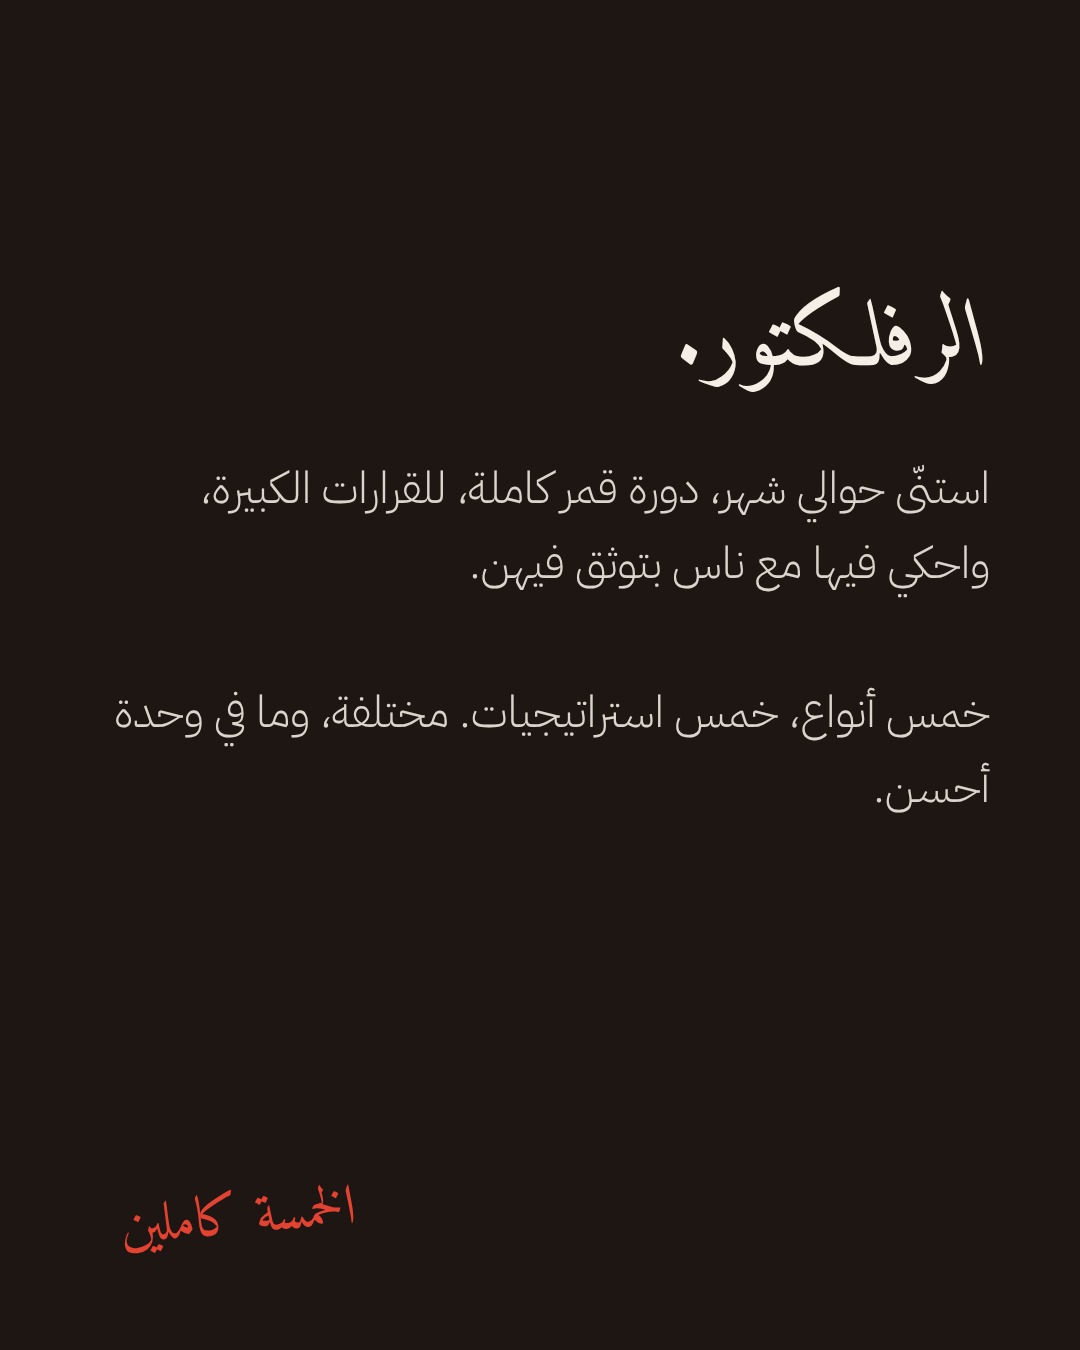 الرفلكتور.
استنّى حوالي شهر، دورة قمر كاملة، للقرارات الكبيرة،
واحكي فيها مع ناس بتوثق فيهن.
خمس أنواع، خمس استراتيجيات. مختلفة، وما في وحدة
أحسن.
الخمسة كاملين